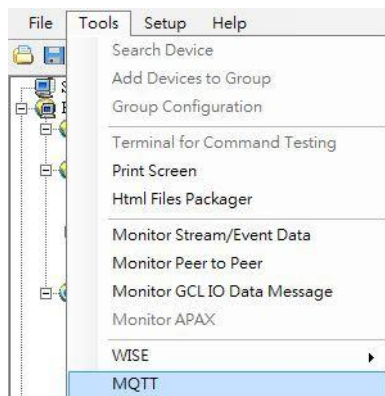 File Tools Setup Help
Search Device
Add Devices to Group
Group Configuration
Terminal for Command Testing
Print Screen
Html Files Packager
Monitor Stream/Event Data
Monitor Peer to Peer
Monitor GCL IO Data Message
Monitor APAX
WISE
MQTT